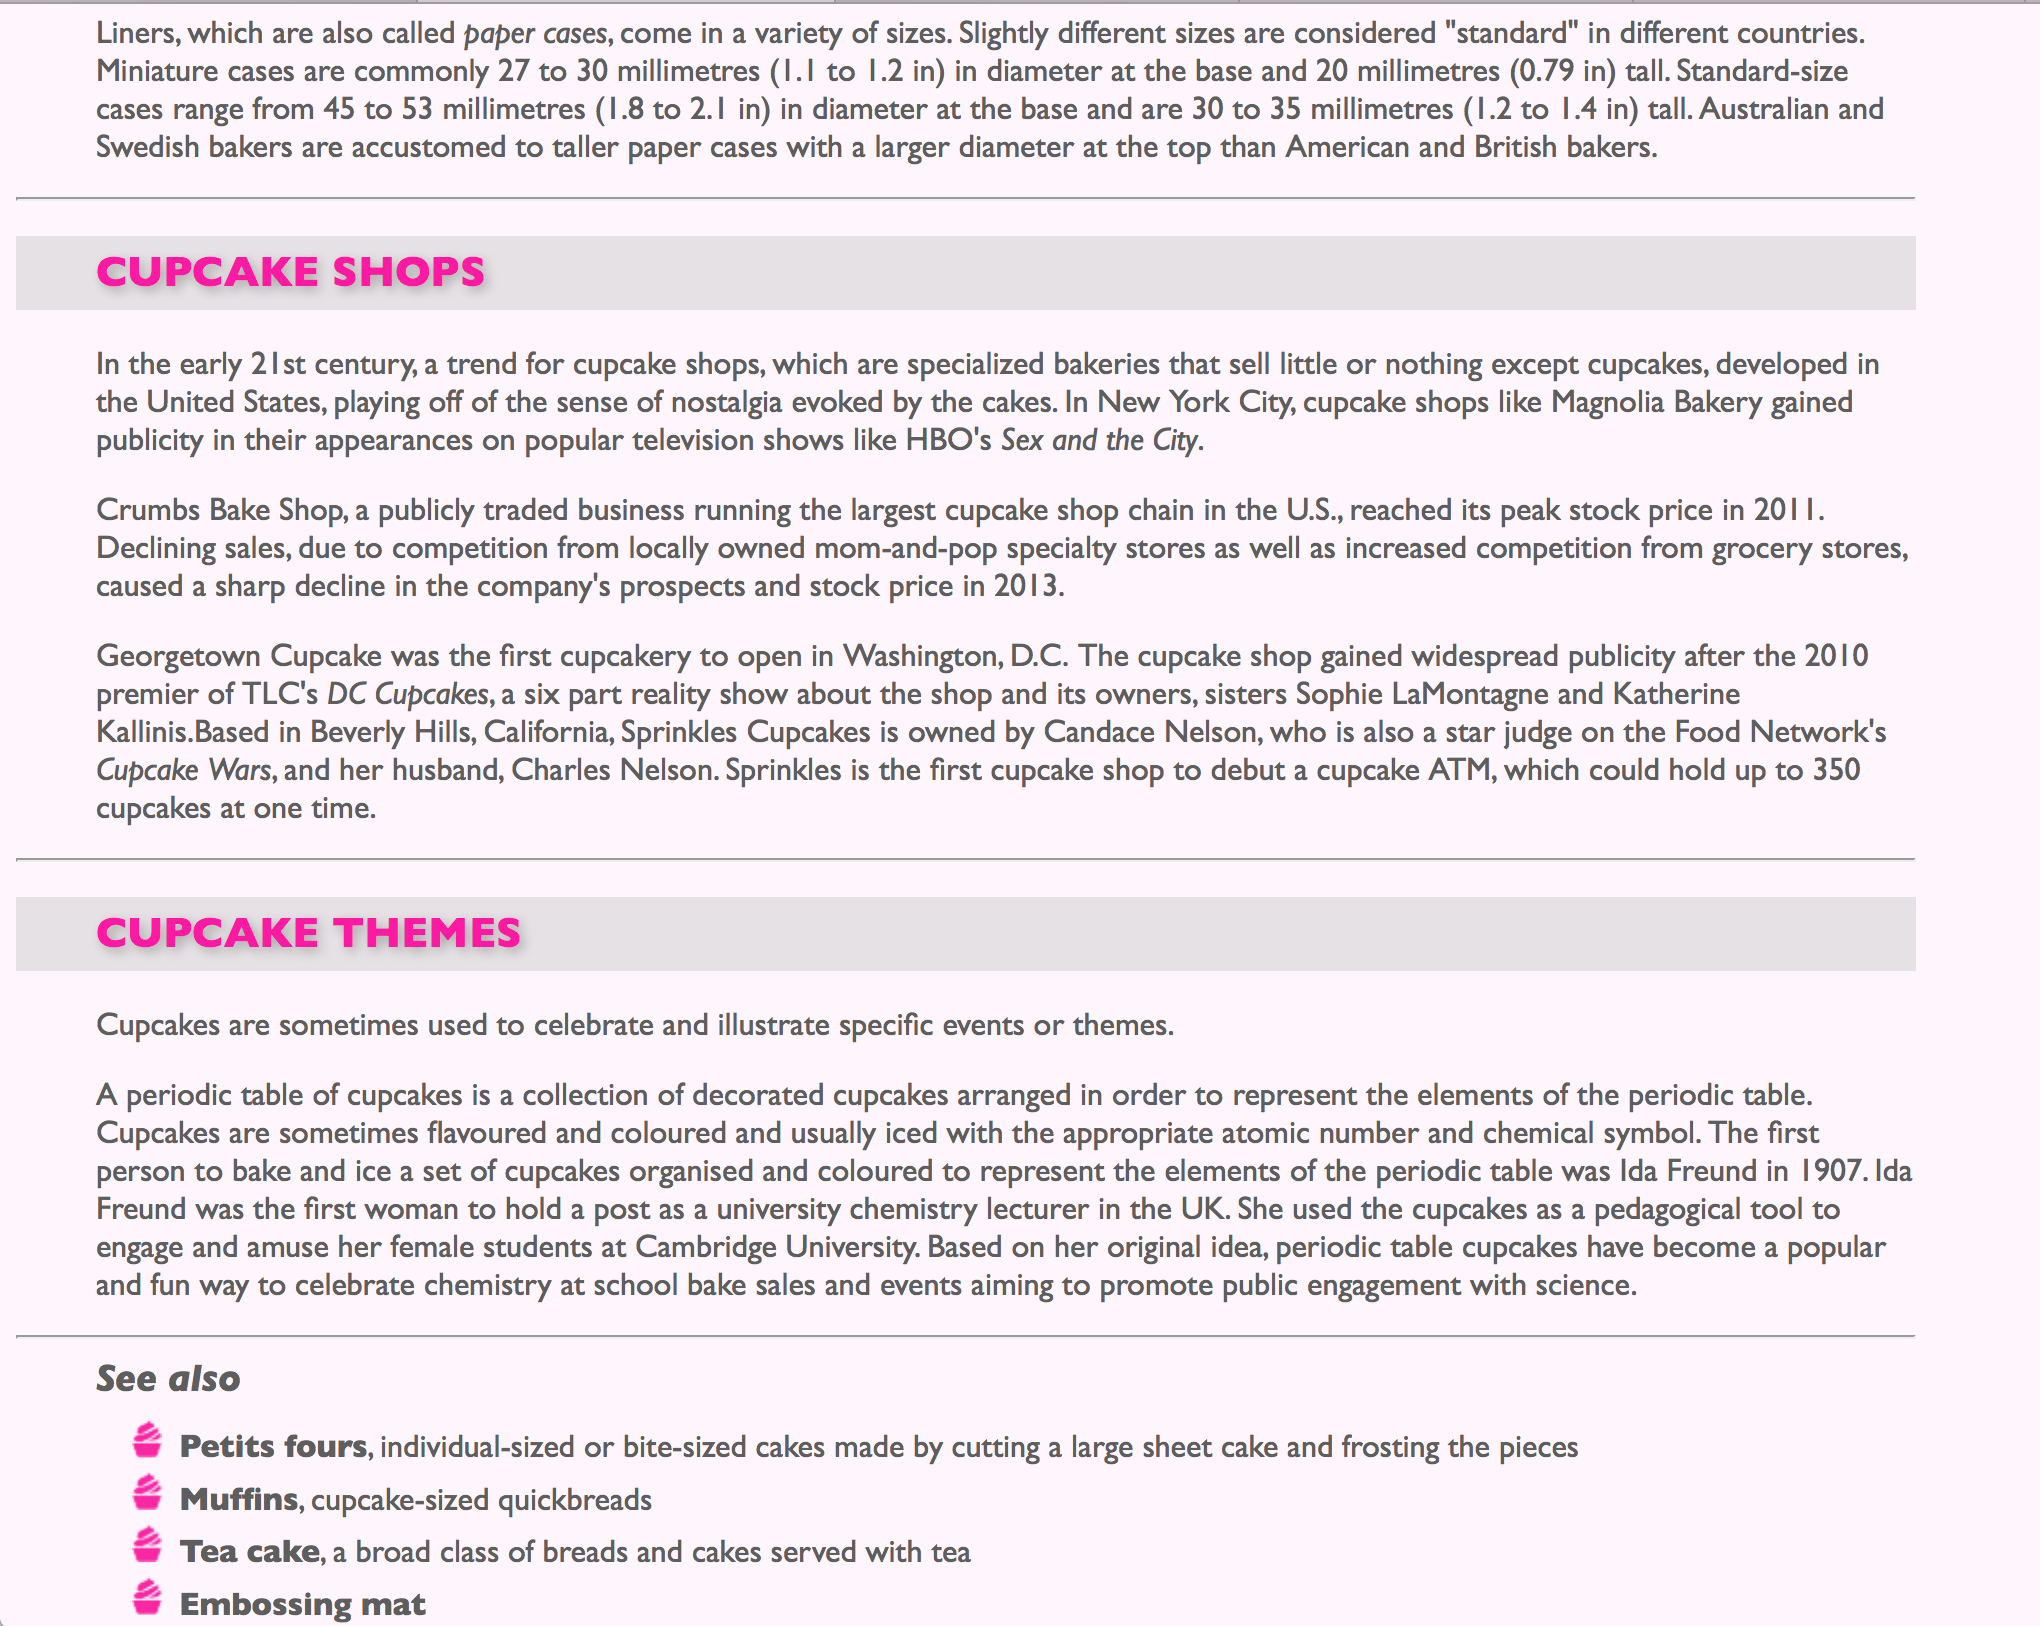 Liners, which are also called paper cases, come in a variety of sizes. Slightly different sizes are considered "standard" in different countries.
Miniature cases are commonly 27 to 30 millimetres (1.1 to 1.2 in) in diameter at the base and 20 millimetres (0.79 in) tall. Standard-size
cases range from 45 to 53 millimetres (1.8 to 2.1 in) in diameter at the base and are 30 to 35 millimetres (1.2 to 1.4 in) tall. Australian and
Swedish bakers are accustomed to taller paper cases with a larger diameter at the top than American and British bakers.
CUPCAKE SHOPS
In the early 21st century, a trend for cupcake shops, which are specialized bakeries that sell little or nothing except cupcakes, developed in
the United States, playing off of the sense of nostalgia evoked by the cakes. In New York City, cupcake shops like Magnolia Bakery gained
publicity in their appearances on popular television shows like HBO's Sex and the City.
Crumbs Bake Shop, a publicly traded business running the largest cupcake shop chain in the U.S., reached its peak stock price in 2011.
Declining sales, due to competition from locally owned mom-and-pop specialty stores as well as increased competition from grocery stores,
caused a sharp decline in the company's prospects and stock price in 2013.
Georgetown Cupcake was the first cupcakery to open in Washington, D.C. The cupcake shop gained widespread publicity after the 2010
premier of TLC's DC Cupcakes, a six part reality show about the shop and its owners, sisters Sophie LaMontagne and Katherine
Kallinis.Based in Beverly Hills, California, Sprinkles Cupcakes is owned by Candace Nelson, who is also a star judge on the Food Network's
Cupcake Wars, and her husband, Charles Nelson. Sprinkles is the first cupcake shop to debut a cupcake ATM, which could hold up to 350
cupcakes at one time.
CUPCAKE THEMES
Cupcakes are sometimes used to celebrate and illustrate specific events or themes.
A periodic table of cupcakes is a collection of decorated cupcakes arranged in order to represent the elements of the periodic table.
Cupcakes are sometimes flavoured and coloured and usually iced with the appropriate atomic number and chemical symbol. The first
person to bake and ice a set of cupcakes organised and coloured to represent the elements of the periodic table was Ida Freund in 1907. Ida
Freund was the first woman to hold a post as a university chemistry lecturer in the UK. She used the cupcakes as a pedagogical tool to
engage and amuse her female students at Cambridge University. Based on her original idea, periodic table cupcakes have become a popular
and fun way to celebrate chemistry at school bake sales and events aiming to promote public engagement with science.
See also
Petits fours, individual-sized or bite-sized cakes made by cutting a large sheet cake and frosting the pieces
Muffins, cupcake-sized quickbreads
Tea cake, a broad class of breads and cakes served with tea
Embossing mat